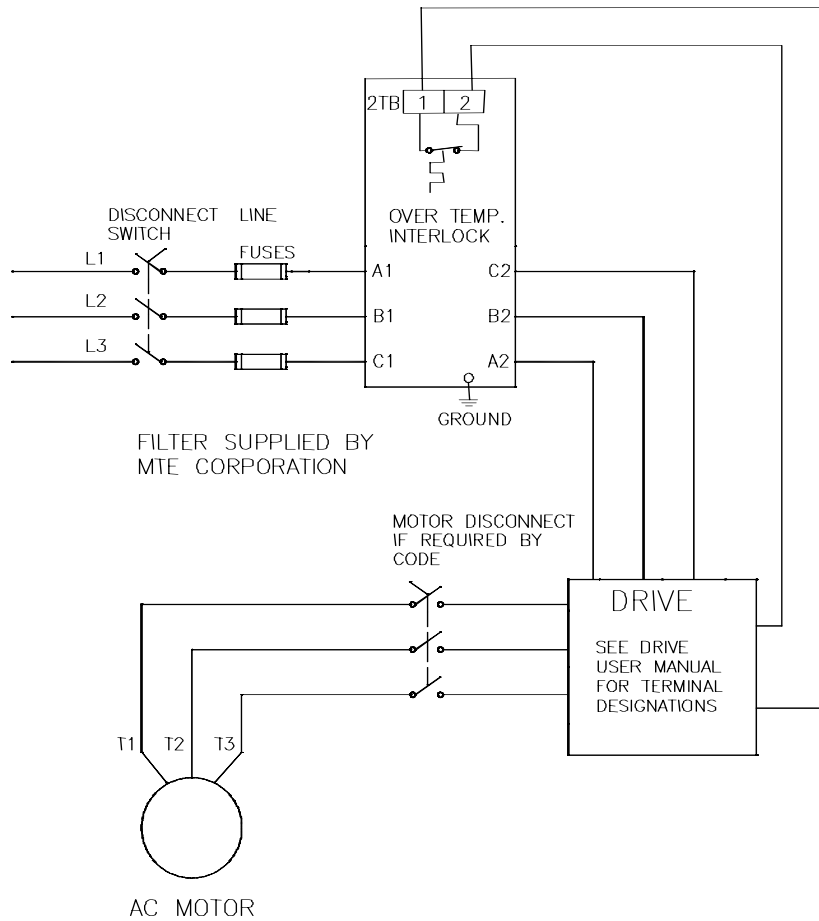 2TB 1 2
OVER TEMP.
INTERLOCK
DISCONNECT LINE
SWITCH
FUSES
L1
A1
C2
L2
B1
B2
L3
C1
A2
GROUND
FILTER SUPPLIED BY
MTE CORPORATION
MOTOR DISCONNECT
IF REQUIRED BY
CODE
DRIVE
SEE DRIVE
USER MANUAL
FOR TERMINAL
DESIGNATIONS
T1 T2 T3
AC MOTOR